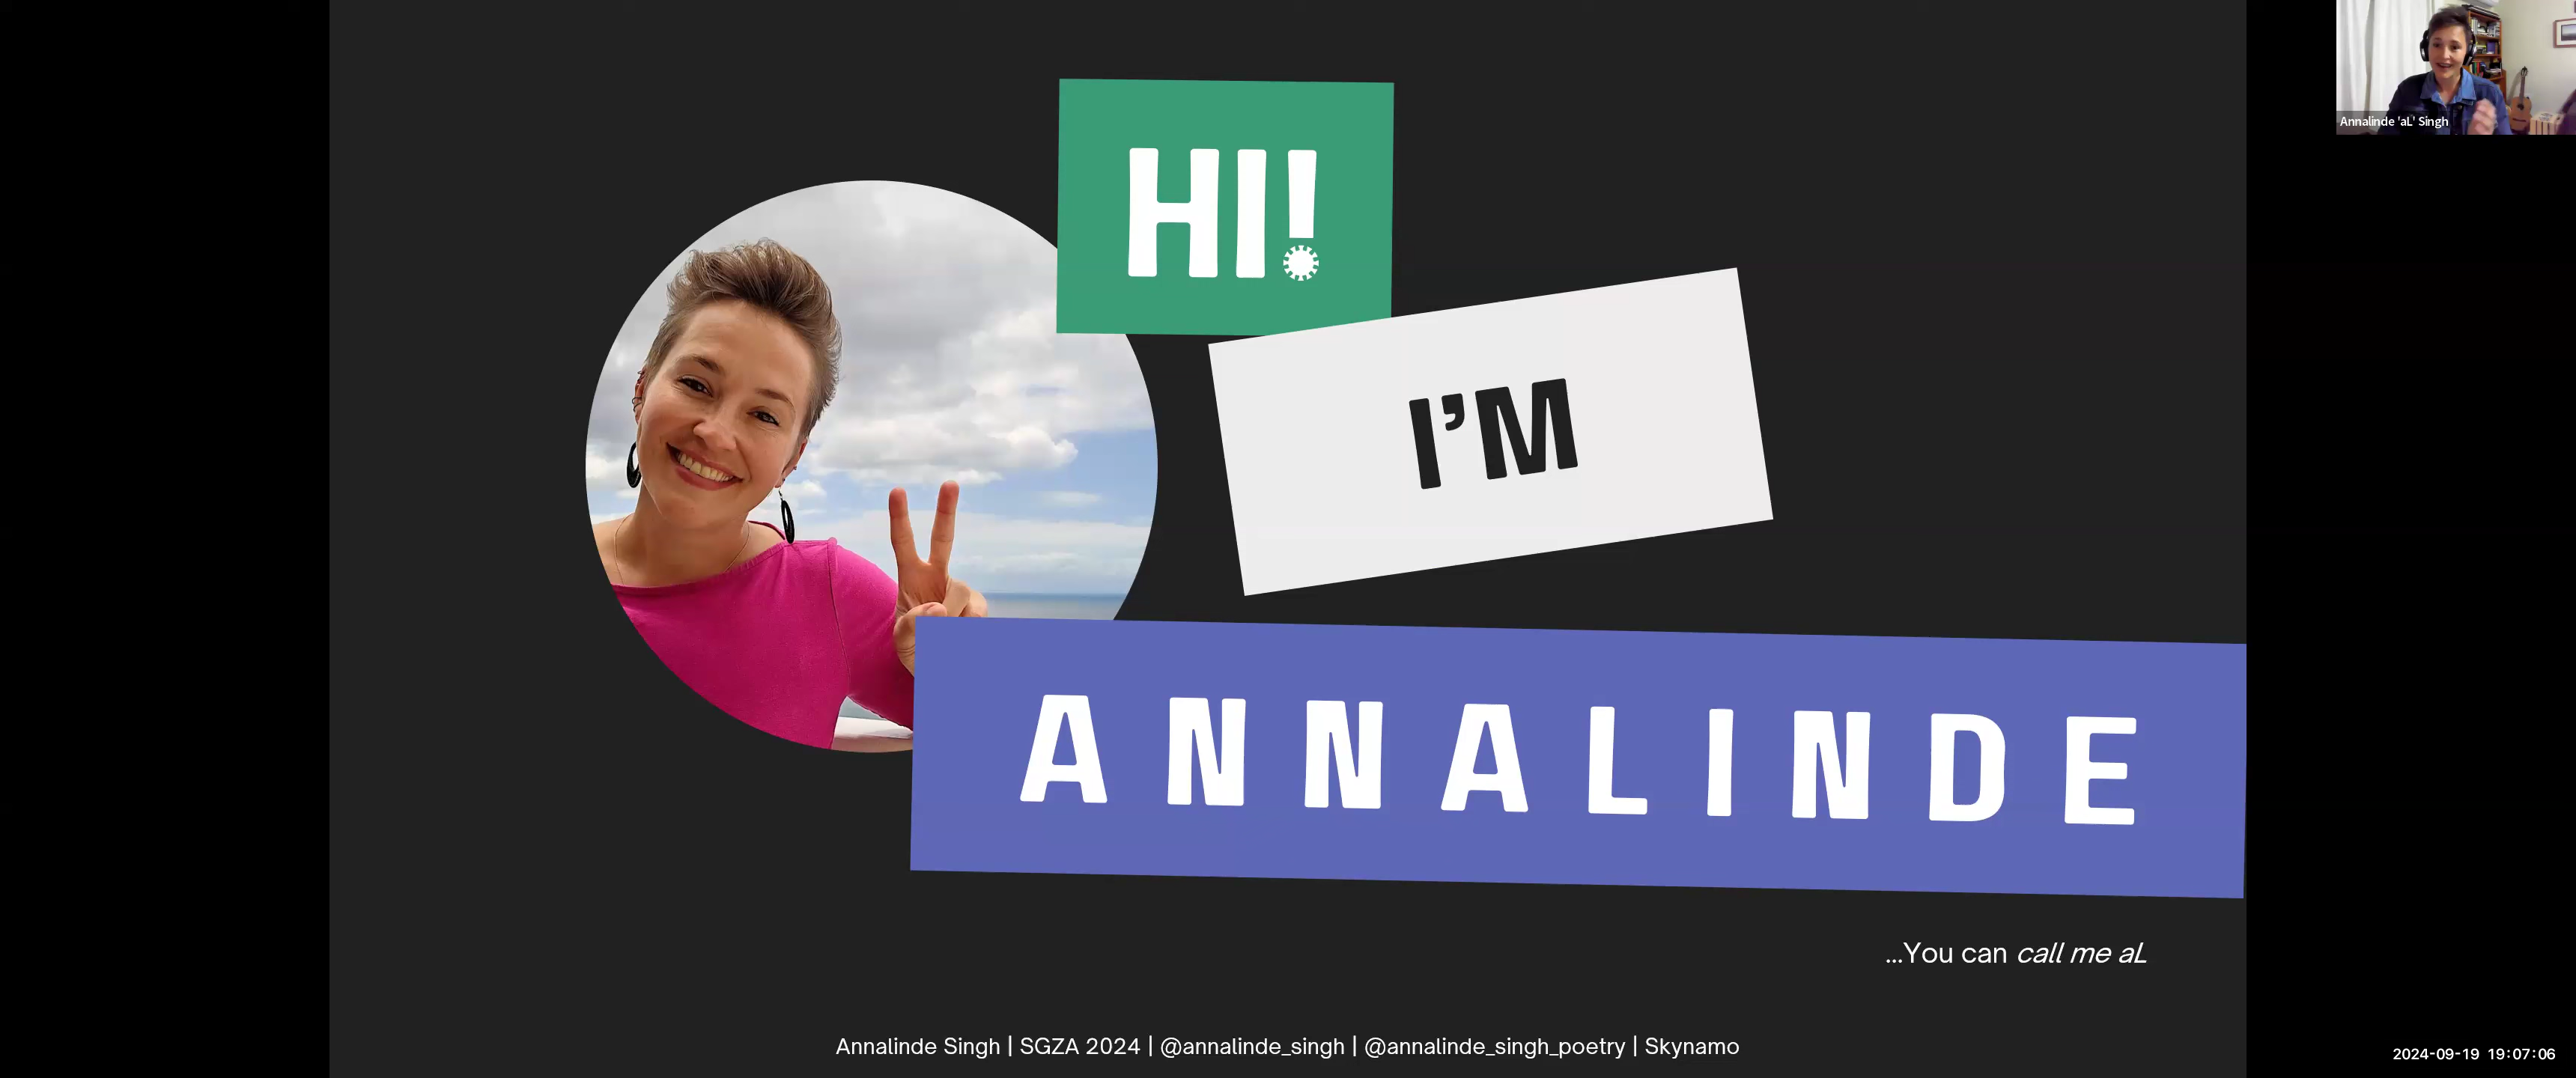 Annalinde 'aL' Singh
HI!
I'M
ANNALINDE
...You can call me aL
Annalinde Singh | SGZA 2024 | @annalinde_singh | @annalinde_singh_poetry | Skynamo
2024-09-19 19:07:06